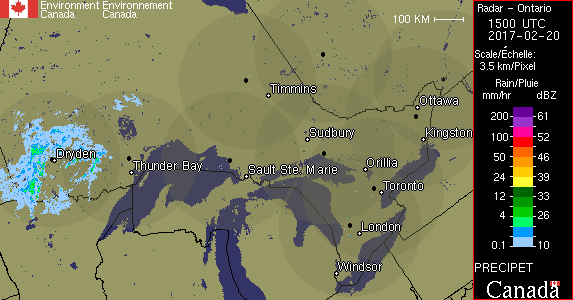 Environment Environnement
Canada Canada
100 KM
Timmins
Ottawa
Sudbury
Kingston
Dryden
Thunder Bay
Sault Ste. Marie
Orillia
Toronto
London
Windsor
Radar - Ontario
1500 UTC
2017-02-20
Scale/Échelle:
3.5 km/Pixel
Rain/Pluie
mm/hr dBZ
200 61
100 52
50 46
24 39
12 33
4 26
0.1 10
PRECIPET
Canada